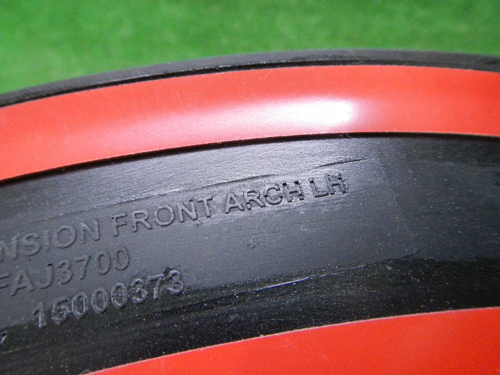 NSION FRONT ARCH LH
FAJ3700
15000373